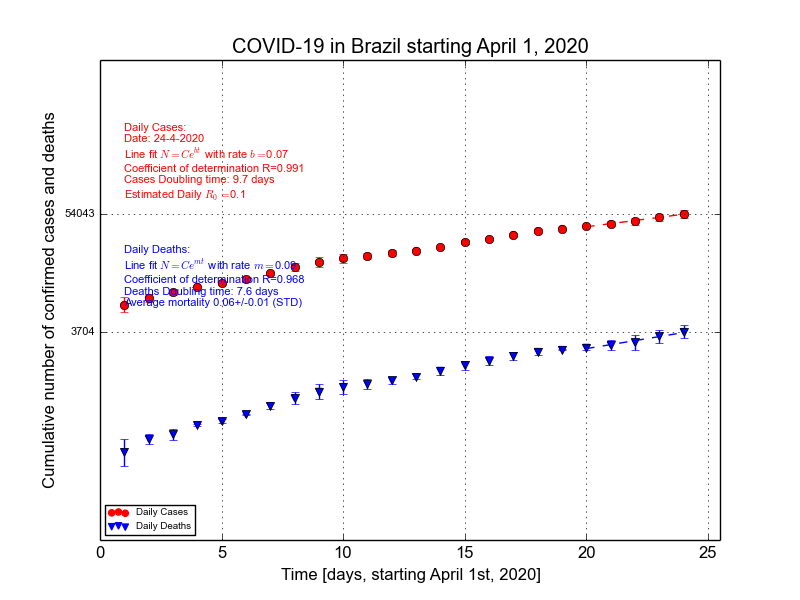 COVID-19 in Brazil starting April 1, 2020
Cumulative number of confirmed cases and deaths
Daily Cases:
Date: 24-4-2020
Line fit N = Ce^{bt} with rate b =0.07
Coefficient of determination R=0.991
Cases Doubling time: 9.7 days
Estimated Daily R_0 =0.1
54043
Daily Deaths:
Line fit N = Ce^{mt} with rate m =0.09
Coefficient of determination R=0.968
Deaths Doubling time: 7.6 days
Average mortality 0.06+/-0.01 (STD)
3704
Daily Cases
Daily Deaths
0 5 10 15 20 25
Time [days, starting April 1st, 2020]